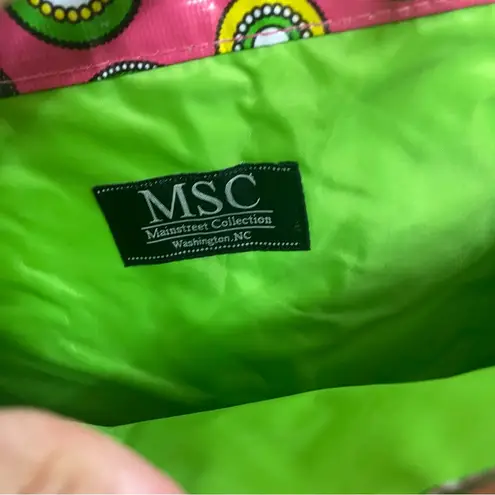 MSC
Mainstreet Collection
Washington, NC